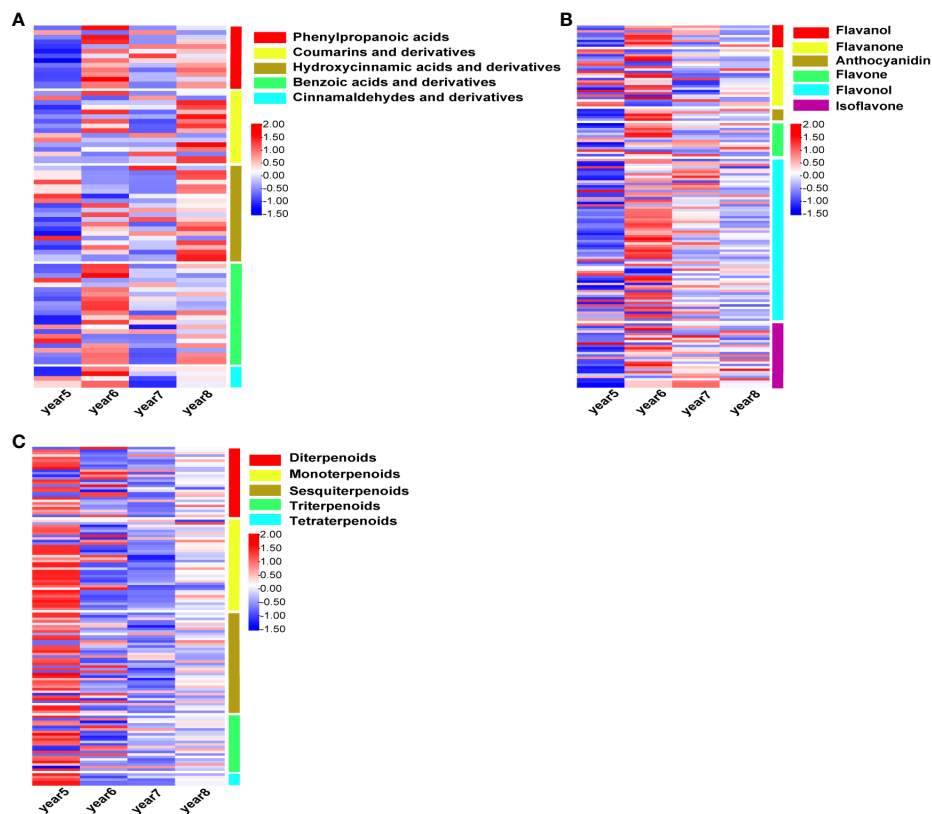 A
Phenylpropanoic acids
Coumarins and derivatives
Hydroxycinnamic acids and derivatives
Benzoic acids and derivatives
Cinnamaldehydes and derivatives
2.00
1.50
1.00
0.50
0.00
-0.50
-1.00
-1.50
year5
year6
year7
year8
B
Flavanol
Flavanone
Anthocyanidin
Flavone
Flavonol
Isoflavone
2.00
1.50
1.00
0.50
0.00
-0.50
-1.00
-1.50
year5
year6
year7
year8
C
Diterpenoids
Monoterpenoids
Sesquiterpenoids
Triterpenoids
Tetraterpenoids
2.00
1.50
1.00
0.50
0.00
-0.50
-1.00
-1.50
year5
year6
year7
year8